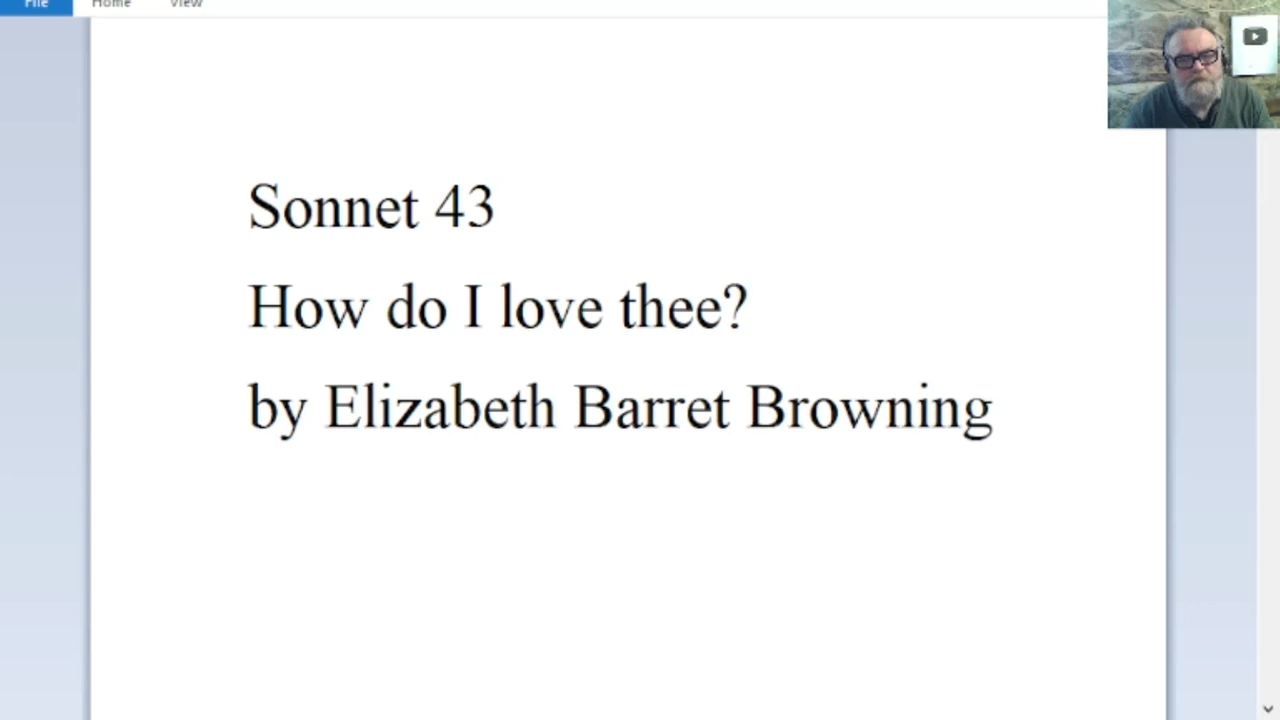 File Home View
Sonnet 43
How do I love thee?
by Elizabeth Barret Browning